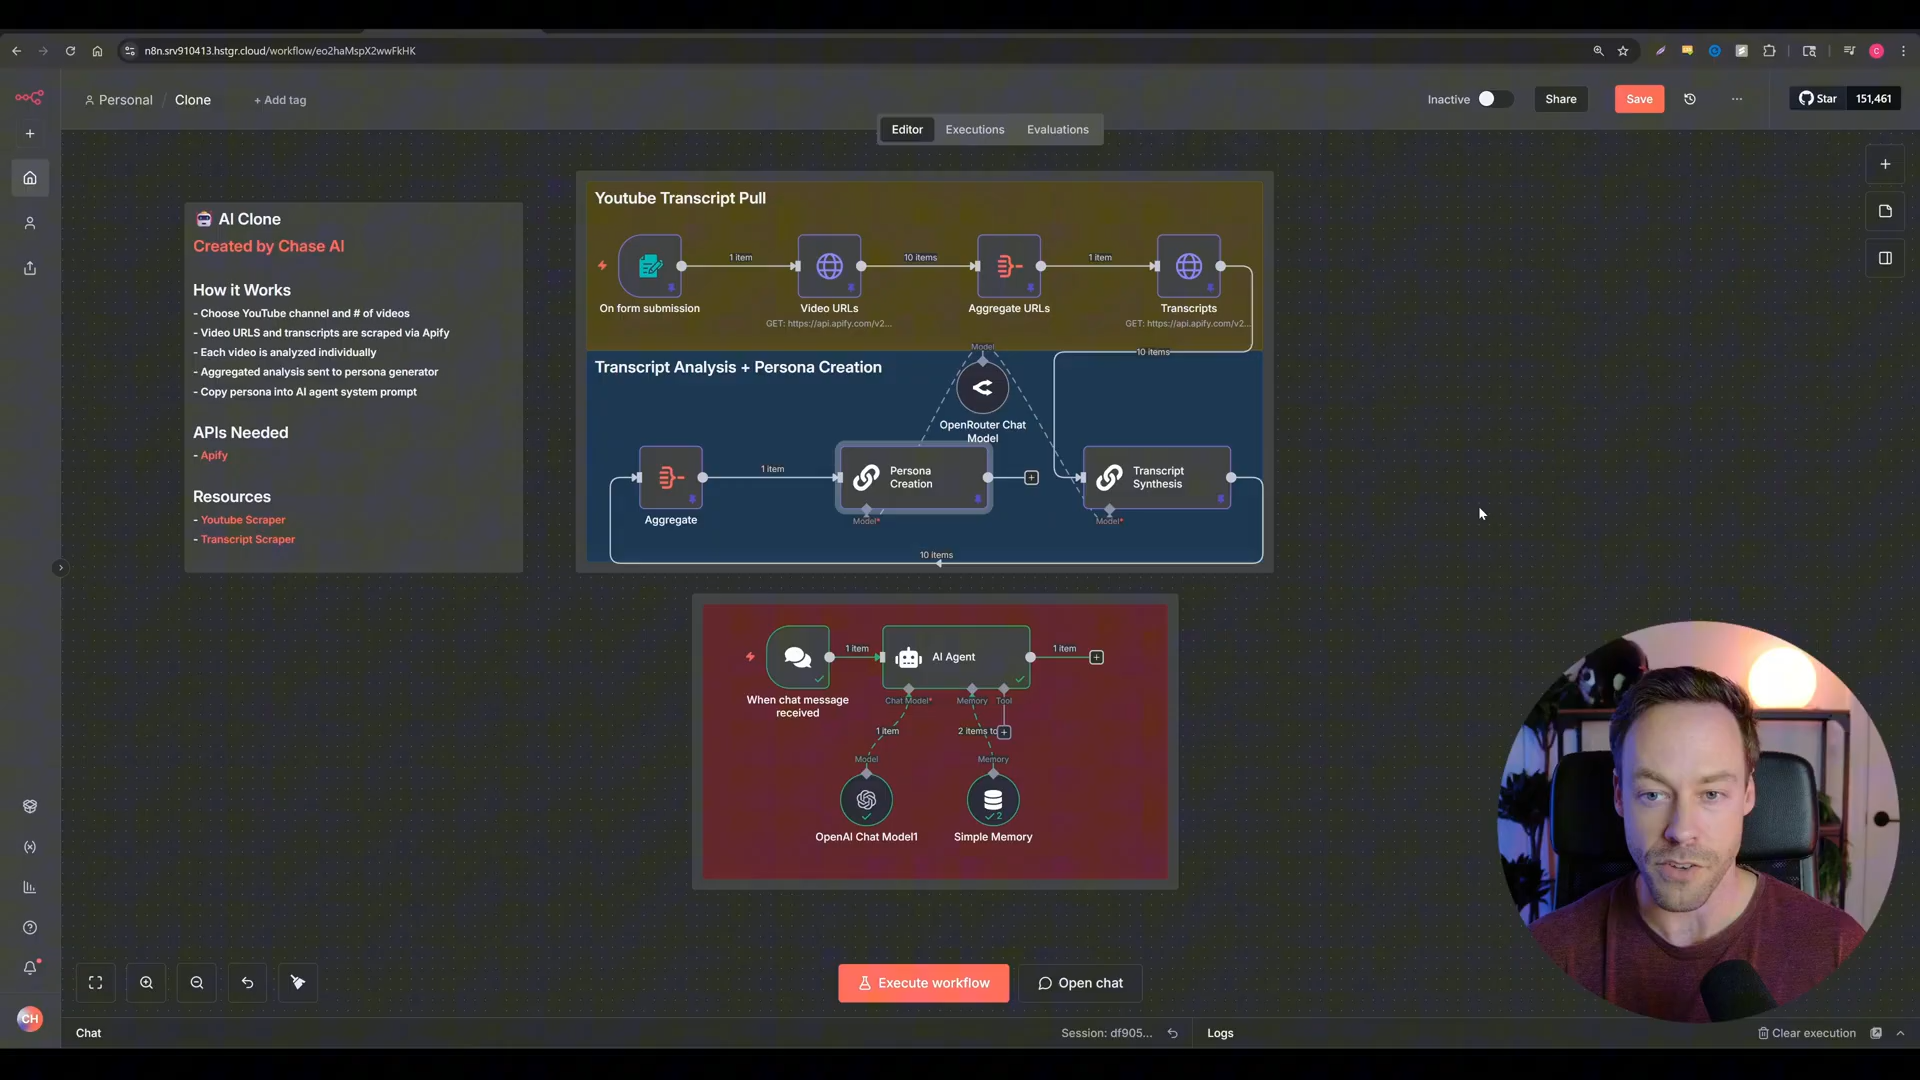 n8n.srv910413.hstgr.cloud/workflow/eo2haMspX2wwFkHK
Personal / Clone + Add tag
Inactive Share Save ... Star 151,461
Editor Executions Evaluations
AI Clone
Created by Chase AI
How it Works
- Choose YouTube channel and # of videos
- Video URLS and transcripts are scraped via Apify
- Each video is analyzed individually
- Aggregated analysis sent to persona generator
- Copy persona into AI agent system prompt
APIs Needed
- Apify
Resources
- Youtube Scraper
- Transcript Scraper
Youtube Transcript Pull
1 item
10 items
1 item
On form submission
Video URLs
GET: https://api.apify.com/v2...
Aggregate URLs
Transcripts
GET: https://api.apify.com/v2...
10 items
Transcript Analysis + Persona Creation
Model
OpenRouter Chat
Model
Aggregate
1 item
Persona
Creation
Model*
Transcript
Synthesis
Model*
10 items
When chat message
received
1 item
AI Agent
1 item
Chat Model*
Memory
Tool
1 item
2 items to
Model
Memory
OpenAI Chat Model1
2
Simple Memory
Execute workflow
Open chat
CH
C
Chat
Session: df905...
Logs
Clear execution